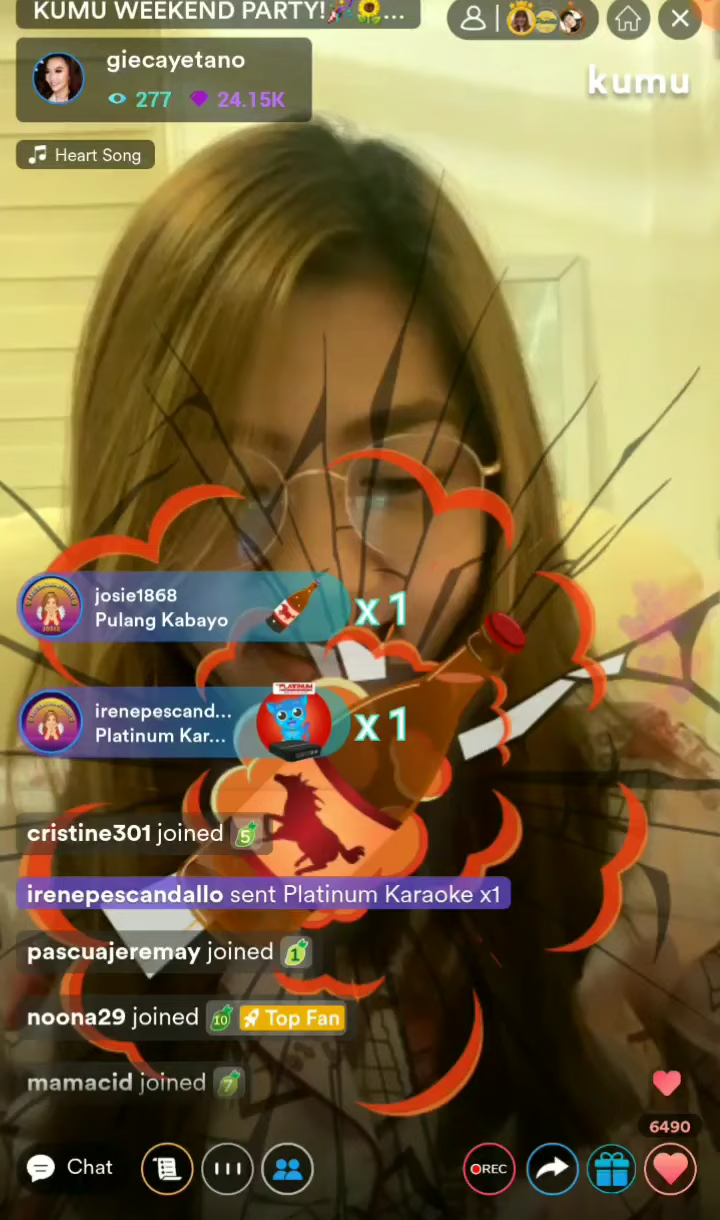 KUMU WEEKEND PARTY!🎉🌻...
giecayetano
277 24.15K
kumu
Heart Song
josie1868
Pulang Kabayo
x 1
PLATINUM
irenepescand...
Platinum Kar...
x 1
cristine301 joined 5
irenepescandallo sent Platinum Karaoke x1
pascuajeremay joined 1
noona29 joined 10 Top Fan
mamacid joined 7
6490
Chat
REC